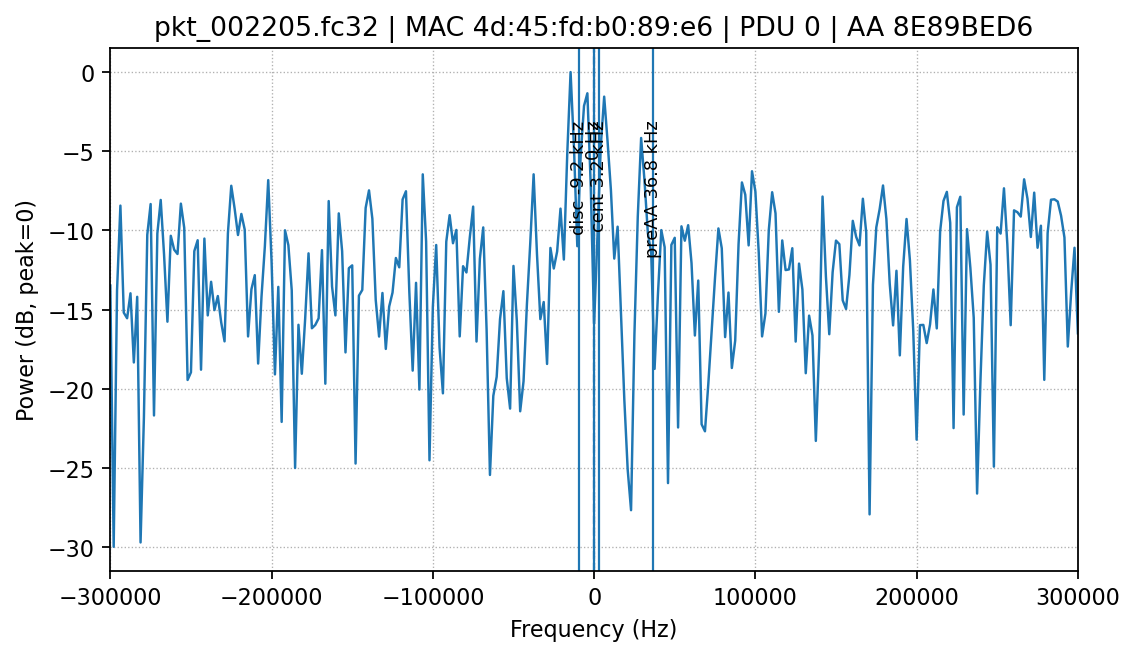 pkt_002205.fc32 | MAC 4d:45:fd:b0:89:e6 | PDU 0 | AA 8E89BED6
Power (dB, peak=0)
0
−5
−10
−15
−20
−25
−30
disc -9.2 kHz
0 Hz
cent 3.2 kHz
preAA 36.8 kHz
−300000
−200000
−100000
0
100000
200000
300000
Frequency (Hz)